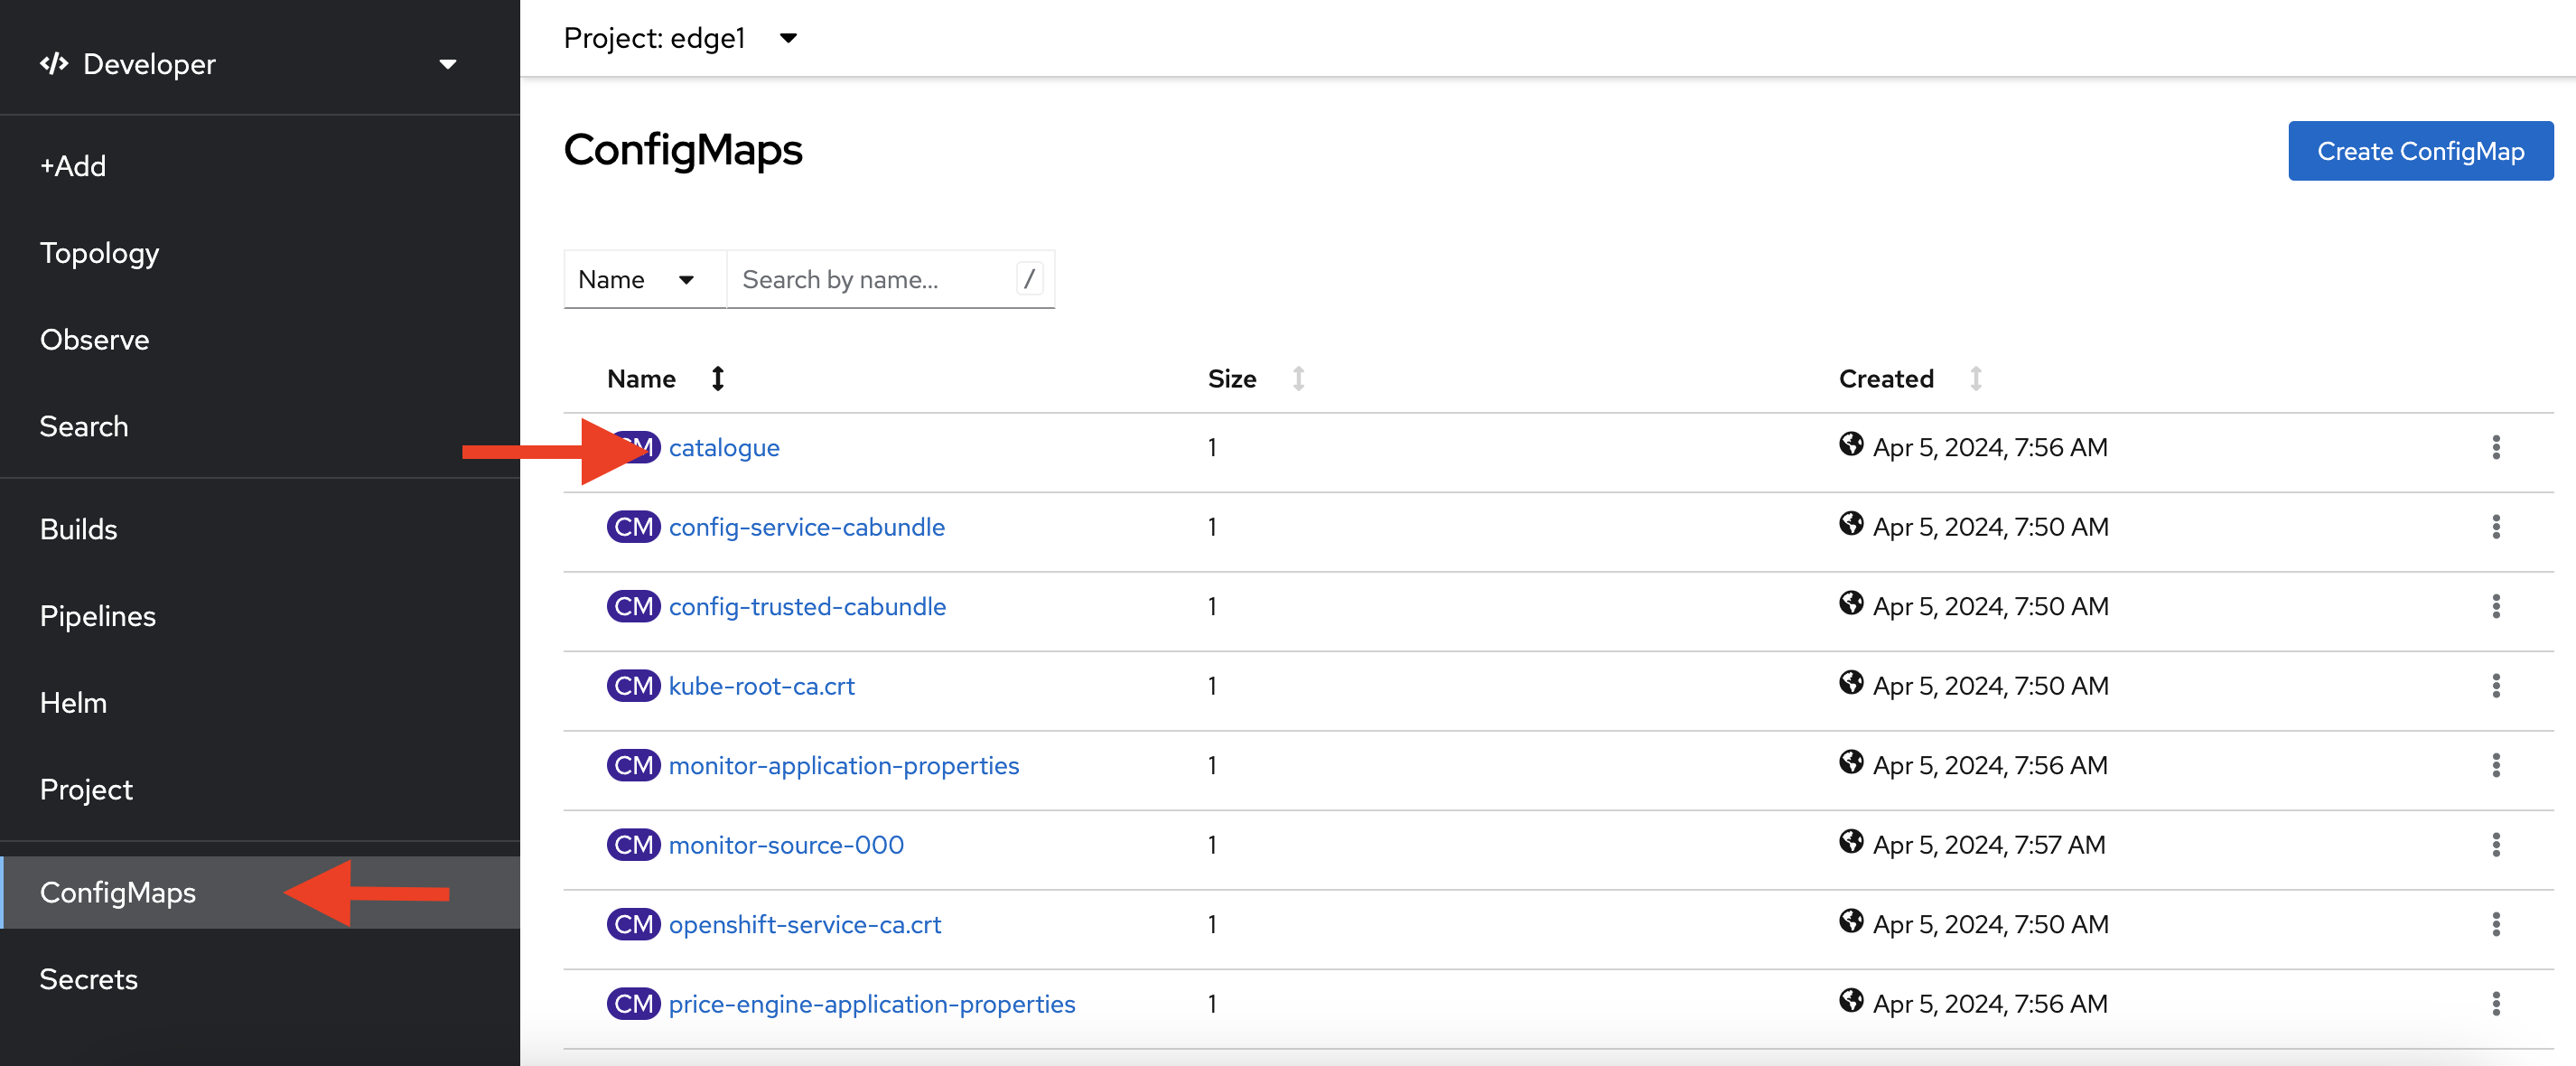 </> Developer
+Add
Topology
Observe
Search
Builds
Pipelines
Helm
Project
ConfigMaps
Secrets
Project: edge1
ConfigMaps
Create ConfigMap
Name Search by name... /
Name Size Created
CM catalogue 1 Apr 5, 2024, 7:56 AM
CM config-service-cabundle 1 Apr 5, 2024, 7:50 AM
CM config-trusted-cabundle 1 Apr 5, 2024, 7:50 AM
CM kube-root-ca.crt 1 Apr 5, 2024, 7:50 AM
CM monitor-application-properties 1 Apr 5, 2024, 7:56 AM
CM monitor-source-000 1 Apr 5, 2024, 7:57 AM
CM openshift-service-ca.crt 1 Apr 5, 2024, 7:50 AM
CM price-engine-application-properties 1 Apr 5, 2024, 7:56 AM